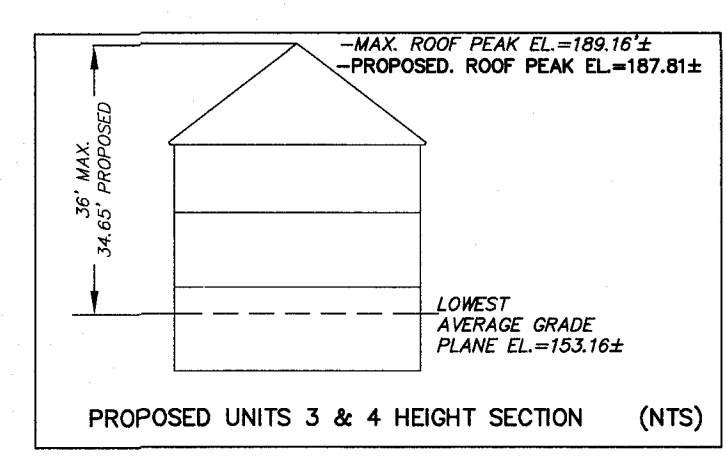 -MAX. ROOF PEAK EL.=189.16'±
-PROPOSED. ROOF PEAK EL.=187.81±
36' MAX.
34.65' PROPOSED
LOWEST
AVERAGE GRADE
PLANE EL.=153.16±
PROPOSED UNITS 3 & 4 HEIGHT SECTION (NTS)